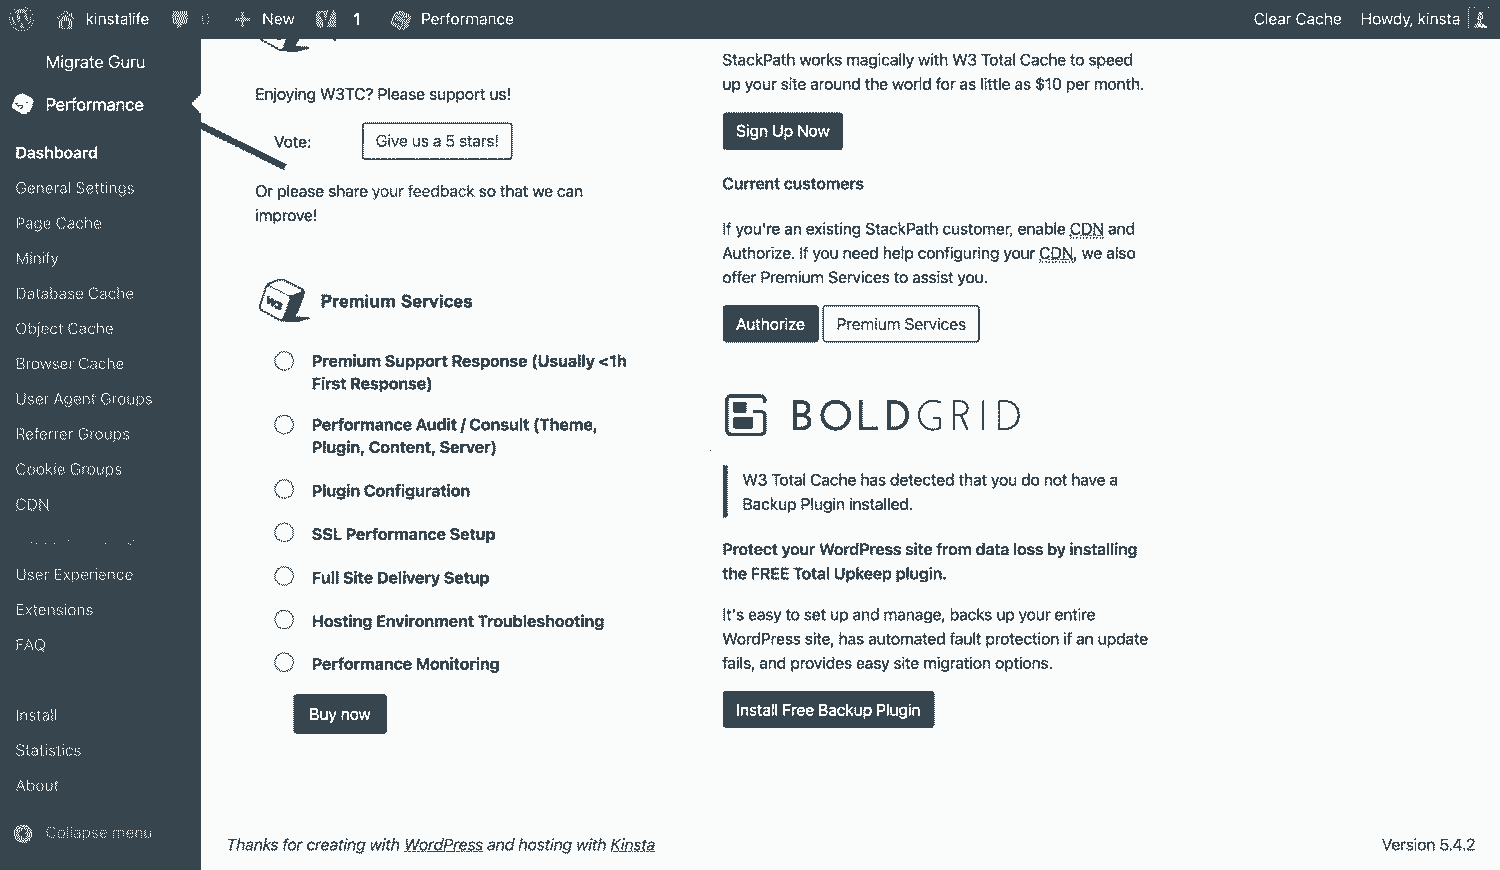 kinstalife
0
New
1
Performance
Clear Cache
Howdy, kinsta
Migrate Guru
Performance
Dashboard
General Settings
Page Cache
Minify
Database Cache
Object Cache
Browser Cache
User Agent Groups
Referrer Groups
Cookie Groups
CDN
User Experience
Extensions
FAQ
Install
Statistics
About
Collapse menu
Enjoying W3TC? Please support us!
Vote:
Give us a 5 stars!
Or please share your feedback so that we can
improve!
W3
Premium Services
Premium Support Response (Usually <1h
First Response)
Performance Audit / Consult (Theme,
Plugin, Content, Server)
Plugin Configuration
SSL Performance Setup
Full Site Delivery Setup
Hosting Environment Troubleshooting
Performance Monitoring
Buy now
StackPath works magically with W3 Total Cache to speed
up your site around the world for as little as $10 per month.
Sign Up Now
Current customers
If you're an existing StackPath customer, enable CDN and
Authorize. If you need help configuring your CDN, we also
offer Premium Services to assist you.
Authorize
Premium Services
BOLDGRID
W3 Total Cache has detected that you do not have a
Backup Plugin installed.
Protect your WordPress site from data loss by installing
the FREE Total Upkeep plugin.
It's easy to set up and manage, backs up your entire
WordPress site, has automated fault protection if an update
fails, and provides easy site migration options.
Install Free Backup Plugin
Thanks for creating with WordPress and hosting with Kinsta
Version 5.4.2